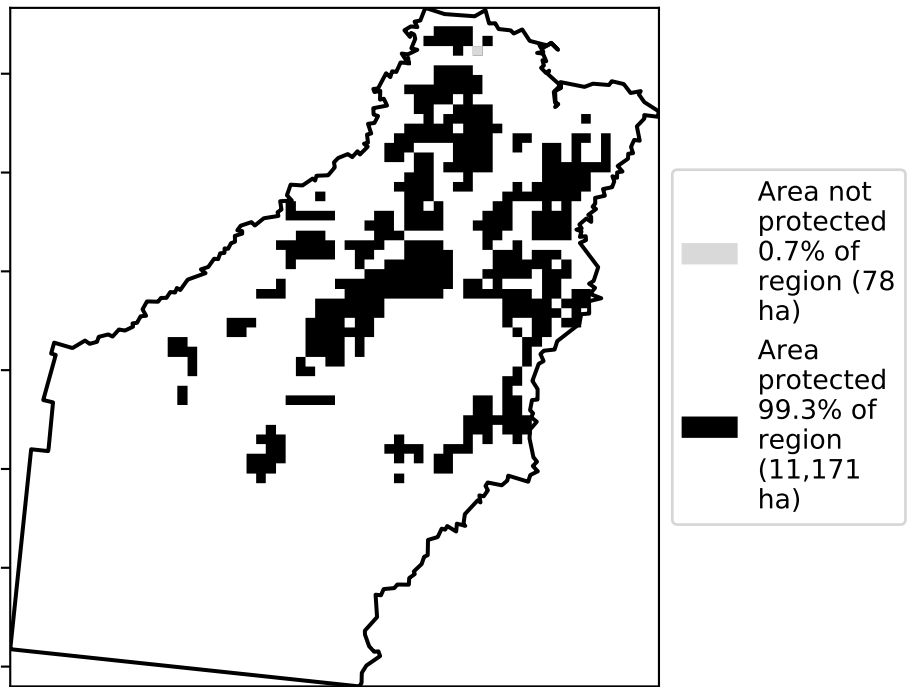 Area not
protected
0.7% of
region (78
ha)
Area
protected
99.3% of
region
(11,171
ha)